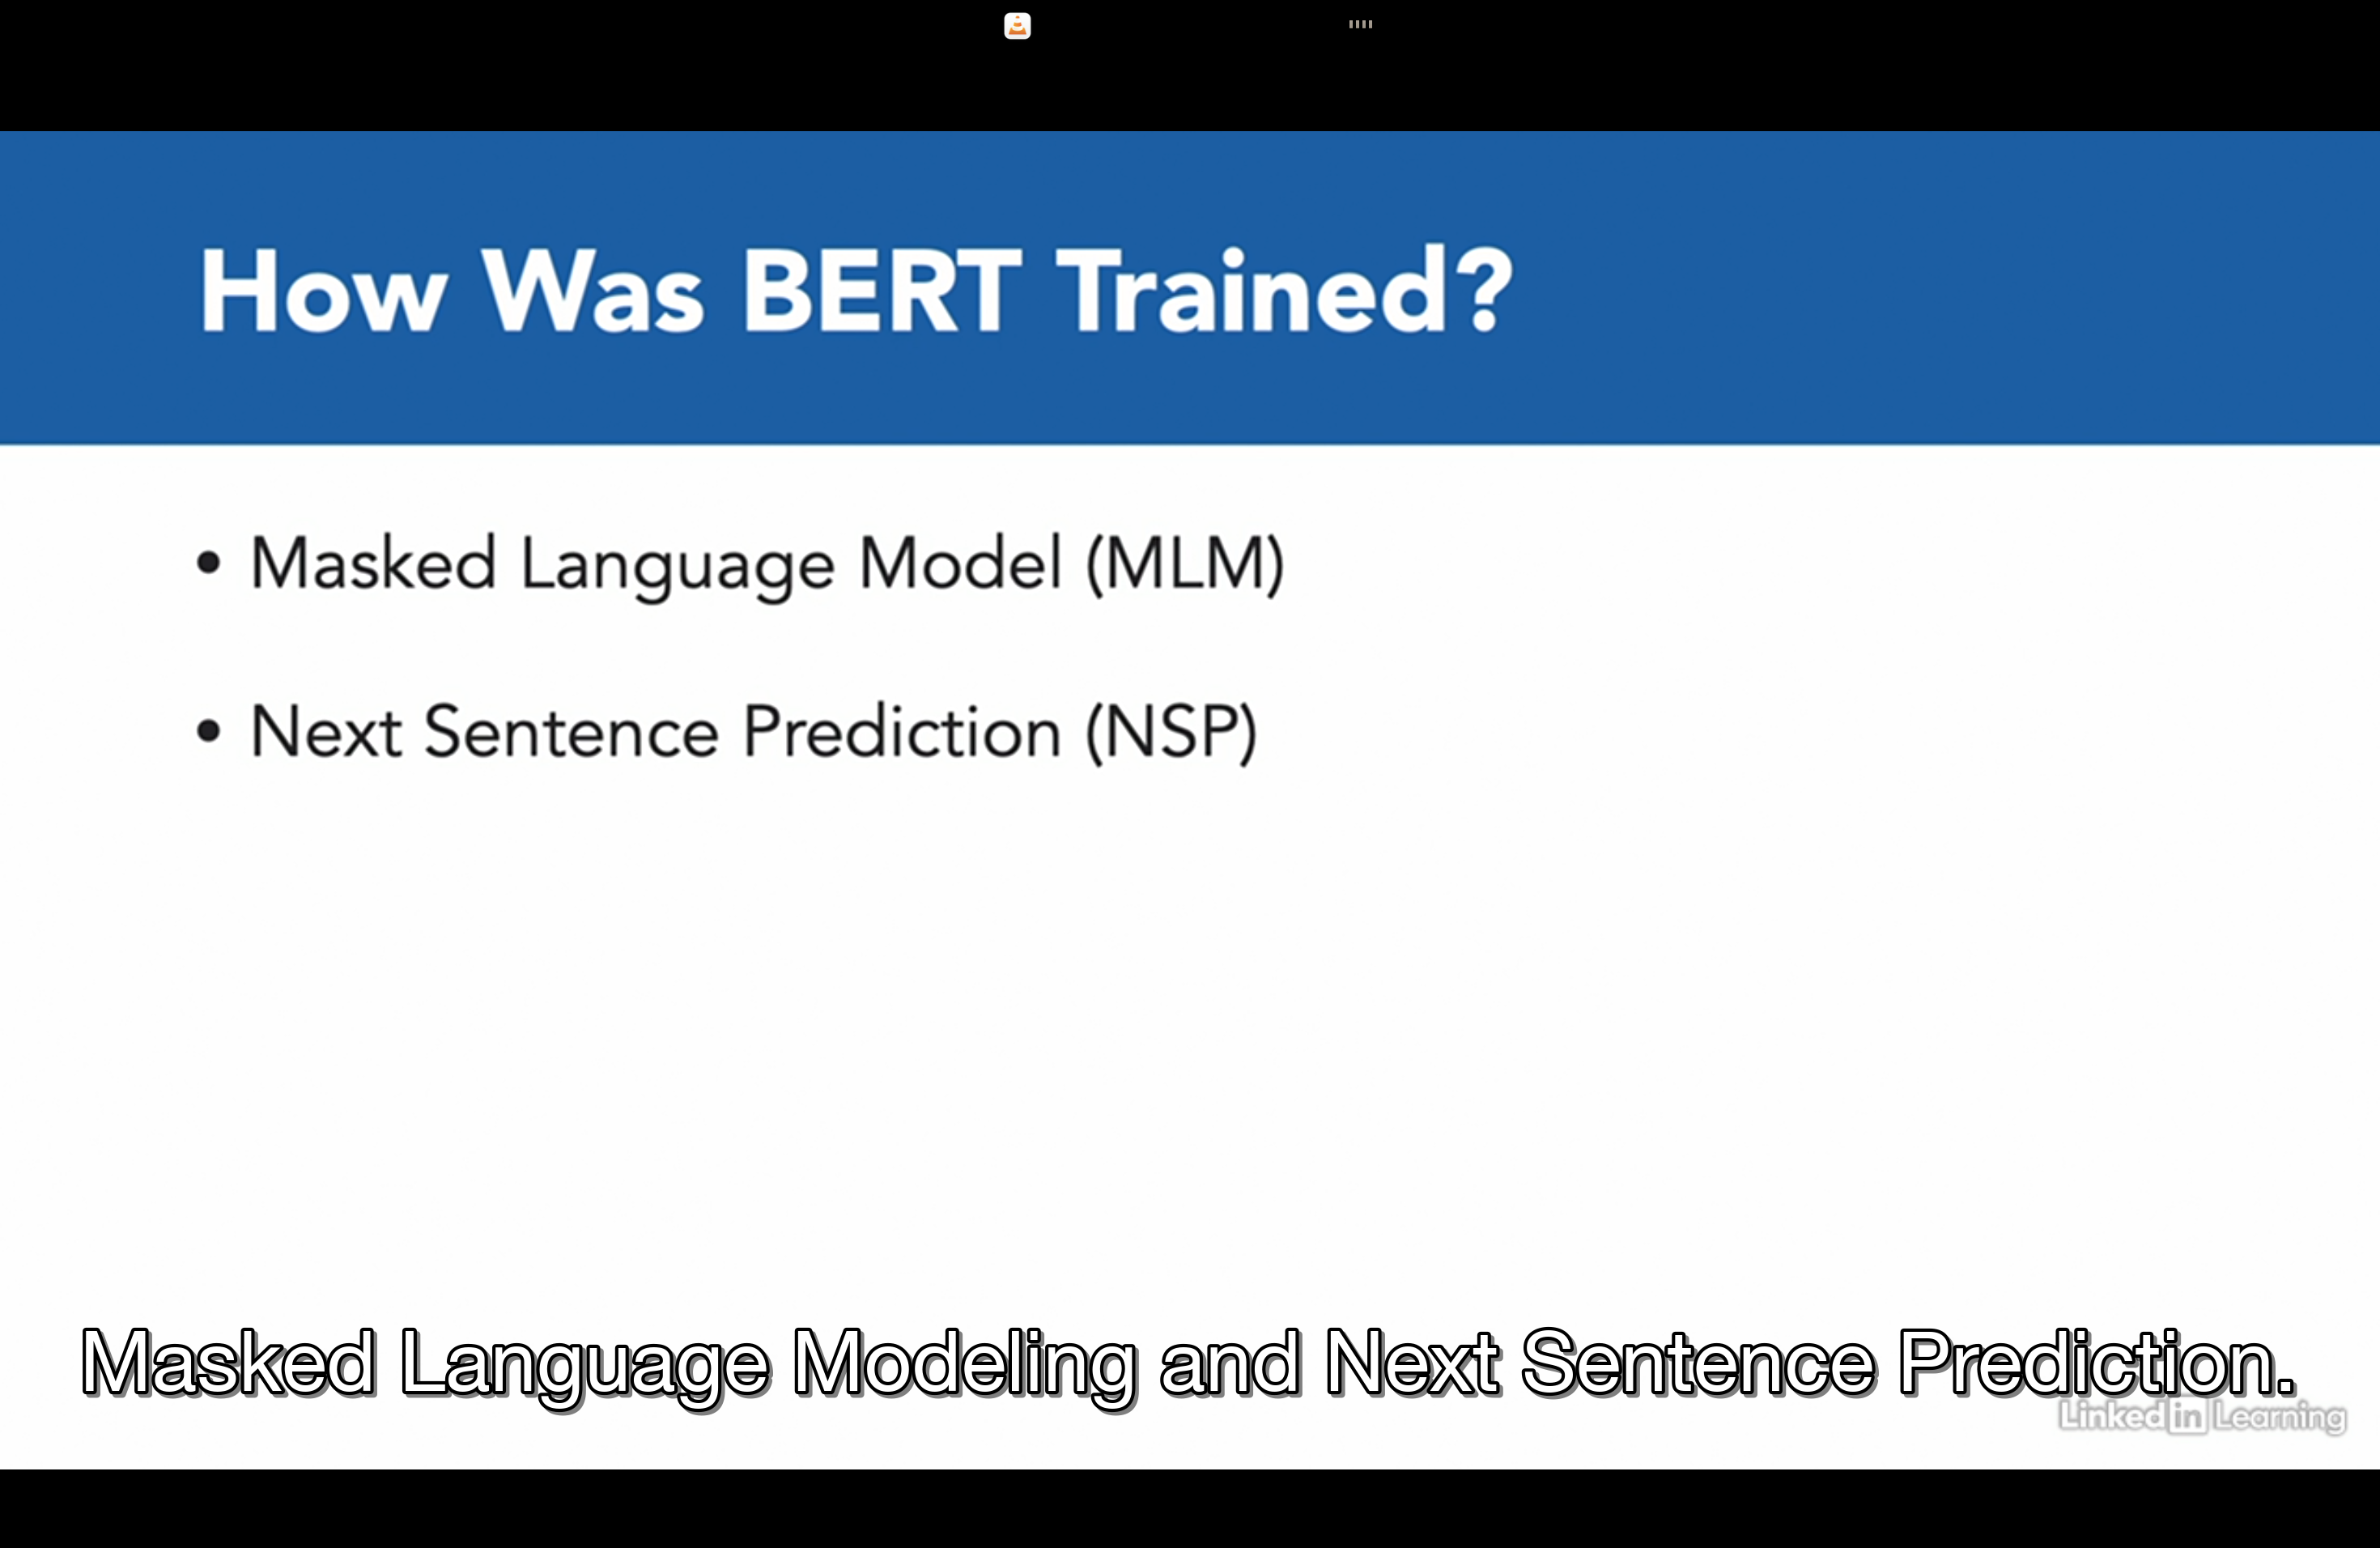 How Was BERT Trained?
• Masked Language Model (MLM)
• Next Sentence Prediction (NSP)
Masked Language Modeling and Next Sentence Prediction.
Linked in Learning